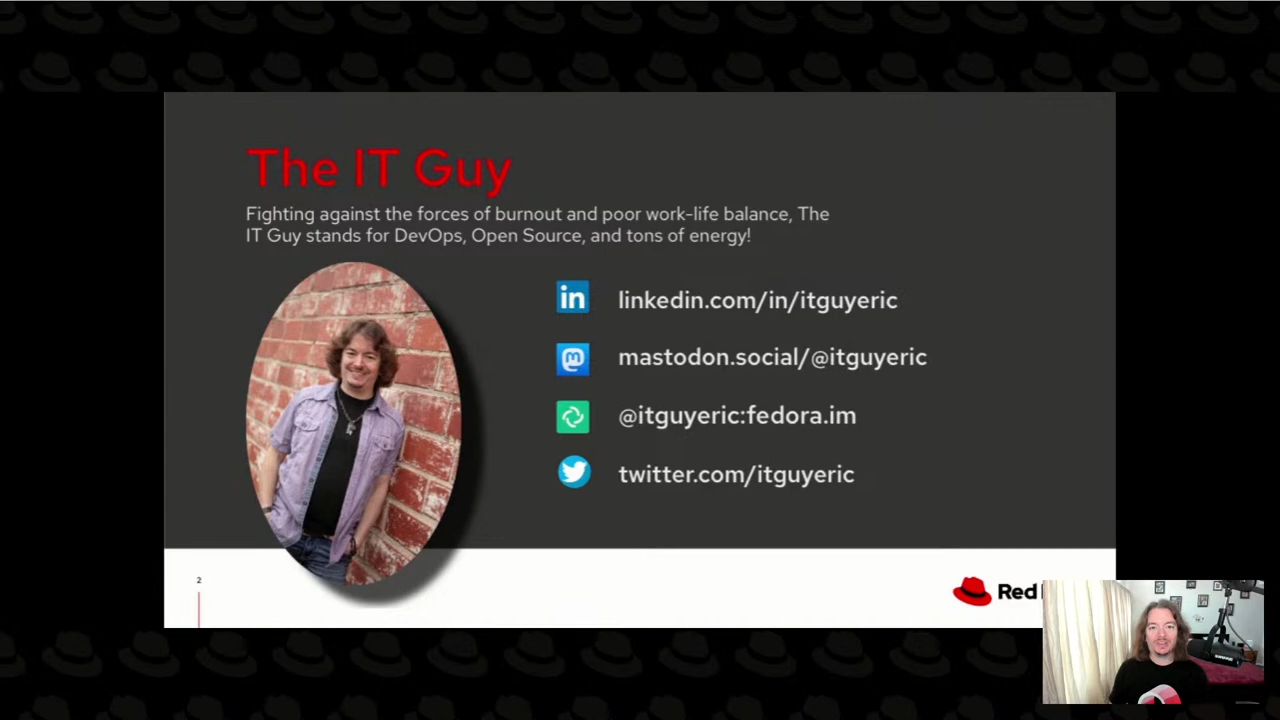 The IT Guy
Fighting against the forces of burnout and poor work-life balance, The
IT Guy stands for DevOps, Open Source, and tons of energy!
in
linkedin.com/in/itguyeric
m
mastodon.social/@itguyeric
@itguyeric:fedora.im
twitter.com/itguyeric
2
Red
SHURE